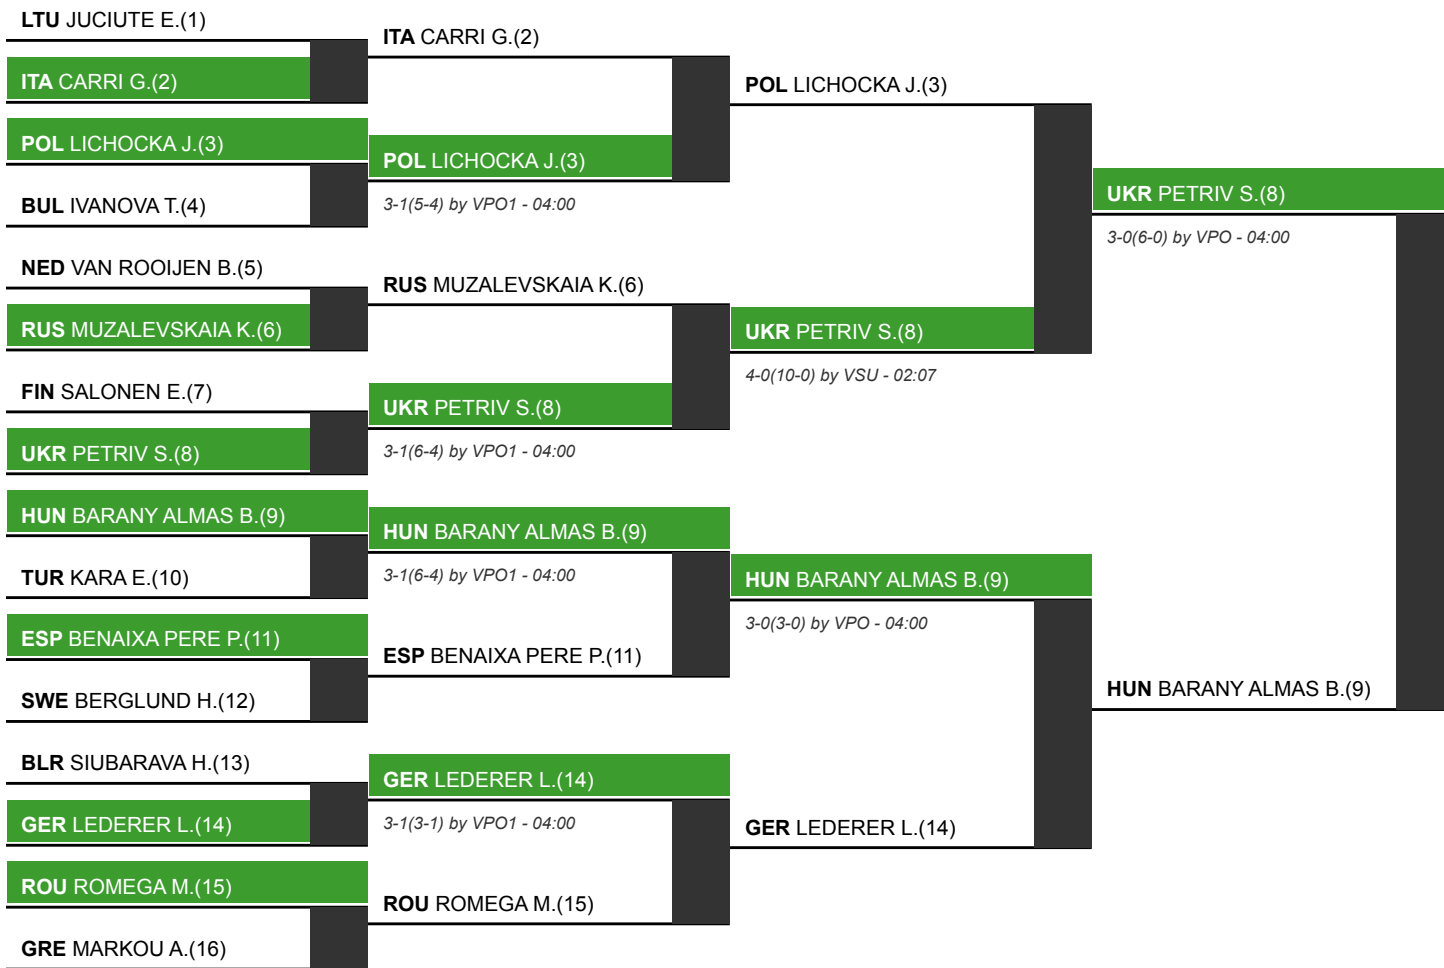 LTU JUCIUTE E.(1)
ITA CARRI G.(2)
POL LICHOCKA J.(3)
BUL IVANOVA T.(4)
NED VAN ROOIJEN B.(5)
RUS MUZALEVSKAIA K.(6)
FIN SALONEN E.(7)
UKR PETRIV S.(8)
HUN BARANY ALMAS B.(9)
TUR KARA E.(10)
ESP BENAIXA PERE P.(11)
SWE BERGLUND H.(12)
BLR SIUBARAVA H.(13)
GER LEDERER L.(14)
ROU ROMEGA M.(15)
GRE MARKOU A.(16)
ITA CARRI G.(2)
POL LICHOCKA J.(3)
3-1(5-4) by VPO1 - 04:00
RUS MUZALEVSKAIA K.(6)
UKR PETRIV S.(8)
3-1(6-4) by VPO1 - 04:00
HUN BARANY ALMAS B.(9)
3-1(6-4) by VPO1 - 04:00
ESP BENAIXA PERE P.(11)
GER LEDERER L.(14)
3-1(3-1) by VPO1 - 04:00
ROU ROMEGA M.(15)
POL LICHOCKA J.(3)
UKR PETRIV S.(8)
4-0(10-0) by VSU - 02:07
HUN BARANY ALMAS B.(9)
3-0(3-0) by VPO - 04:00
GER LEDERER L.(14)
UKR PETRIV S.(8)
3-0(6-0) by VPO - 04:00
HUN BARANY ALMAS B.(9)